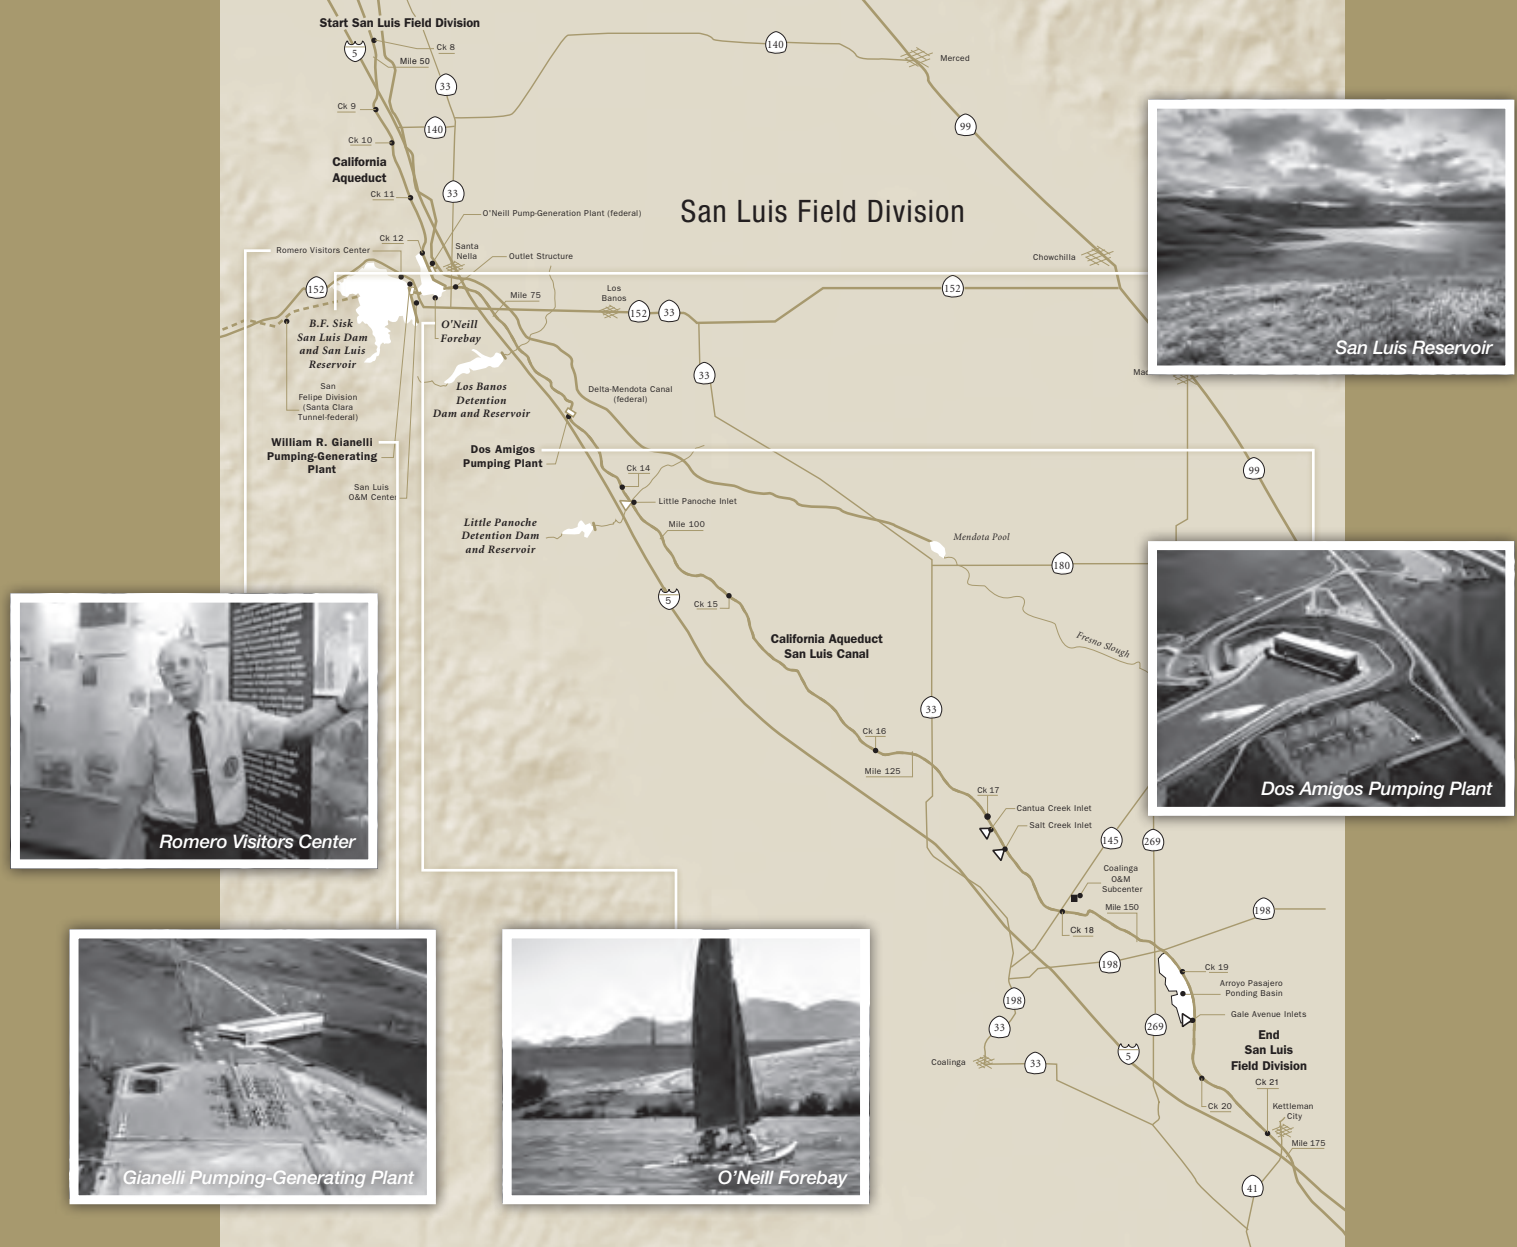 Start San Luis Field Division
5
Ck 8
Mile 50
33
140
Merced
Ck 9
140
99
Ck 10
California
Aqueduct
Ck 11
33
O'Neill Pump-Generation Plant (federal)
San Luis Field Division
Ck 12
Romero Visitors Center
Santa
Nella
Outlet Structure
Chowchilla
152
Mile 75
Los
Banos
152
33
152
B.F. Sisk
San Luis Dam
and San Luis
Reservoir
O'Neill
Forebay
San Luis Reservoir
33
San
Felipe Division
(Santa Clara
Tunnel-federal)
Los Banos
Detention
Dam and Reservoir
Delta-Mendota Canal
(federal)
William R. Gianelli
Pumping-Generating
Plant
Dos Amigos
Pumping Plant
Ck 14
99
San Luis
O&M Center
Little Panoche Inlet
Little Panoche
Detention Dam
and Reservoir
Mile 100
Mendota Pool
180
5
Ck 15
California Aqueduct
San Luis Canal
Fresno Slough
33
Ck 16
Mile 125
Dos Amigos Pumping Plant
Romero Visitors Center
Ck 17
Cantua Creek Inlet
Salt Creek Inlet
145
269
Coalinga
O&M
Subcenter
Mile 150
198
Ck 18
198
Ck 19
Arroyo Pasajero
Ponding Basin
198
33
269
Gale Avenue Inlets
5
Coalinga
33
End
San Luis
Field Division
Ck 21
Ck 20
Kettleman
City
Mile 175
41
Gianelli Pumping-Generating Plant
O'Neill Forebay